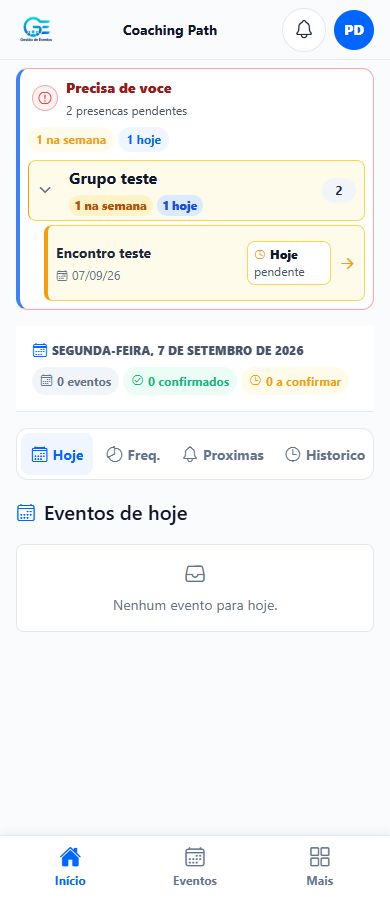 GE
Gestão de Eventos
Coaching Path
PD
Precisa de voce
2 presencas pendentes
1 na semana
1 hoje
Grupo teste
1 na semana
1 hoje
2
Encontro teste
07/09/26
Hoje
pendente
SEGUNDA-FEIRA, 7 DE SETEMBRO DE 2026
0 eventos
0 confirmados
0 a confirmar
Hoje
Freq.
Proximas
Historico
Eventos de hoje
Nenhum evento para hoje.
Início
Eventos
Mais